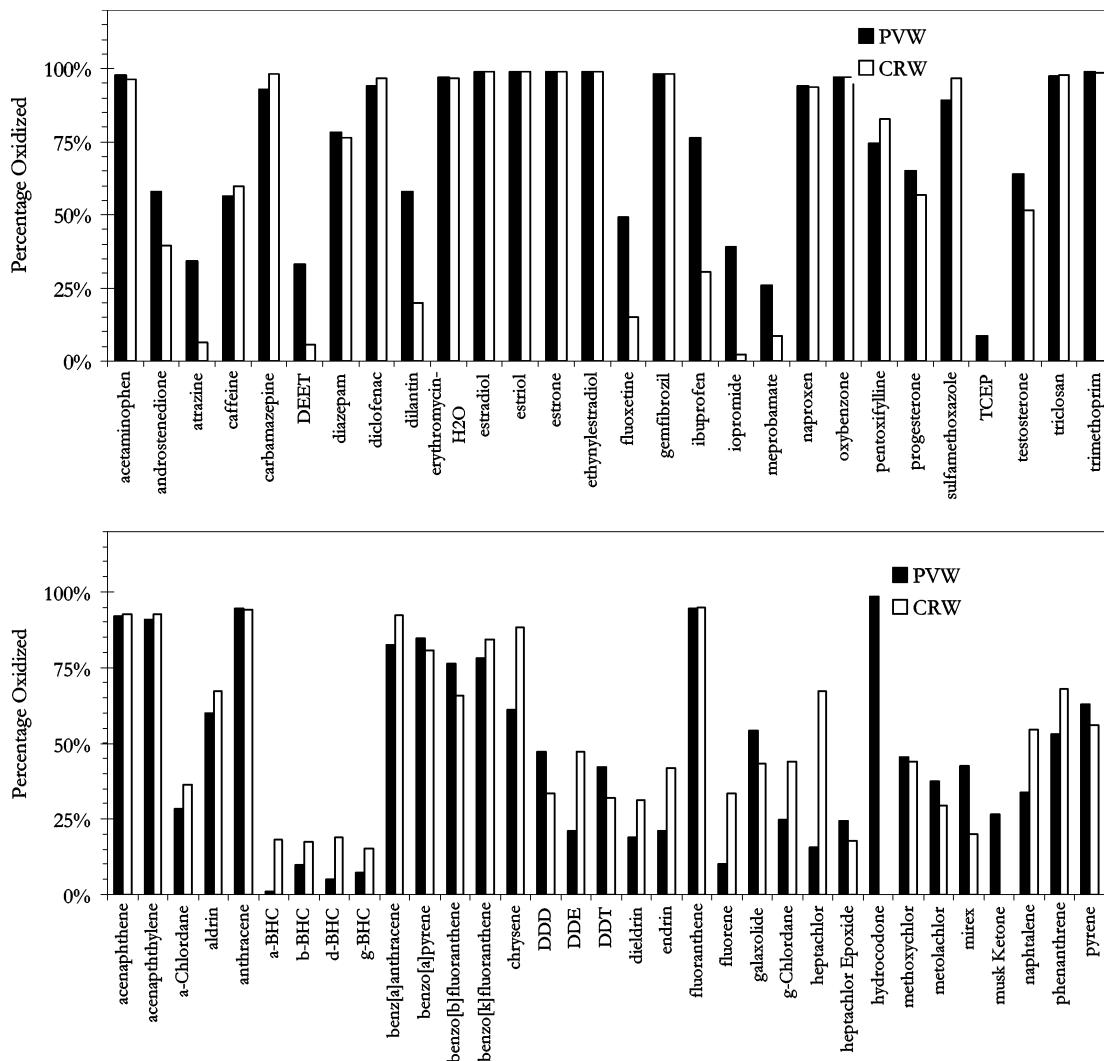 PVW
CRW
100%
75%
50%
25%
0%
Percentage Oxidized
acetaminophen
androstenedione
atrazine
caffeine
carbamazepine
DEET
diazepam
diclofenac
dilantin
erythromycin-
H2O
estradiol
estriol
estrone
ethynylestradiol
fluoxetine
gemfibrozil
ibuprofen
iopromide
meprobamate
naproxen
oxybenzone
pentoxifylline
progesterone
sulfamethoxazole
TCEP
testosterone
triclosan
trimethoprim
PVW
CRW
100%
75%
50%
25%
0%
Percentage Oxidized
acenaphthene
acenapththylene
a-Chlordane
aldrin
anthracene
a-BHC
b-BHC
d-BHC
g-BHC
benz[a]anthracene
benzo[a]pyrene
benzo[b]fluoranthene
benzo[k]fluoranthene
chrysene
DDD
DDE
DDT
dieldrin
endrin
fluoranthene
fluorene
galaxolide
g-Chlordane
heptachlor
heptachlor Epoxide
hydrocodone
methoxychlor
metolachlor
mirex
musk Ketone
naphtalene
phenanthrene
pyrene